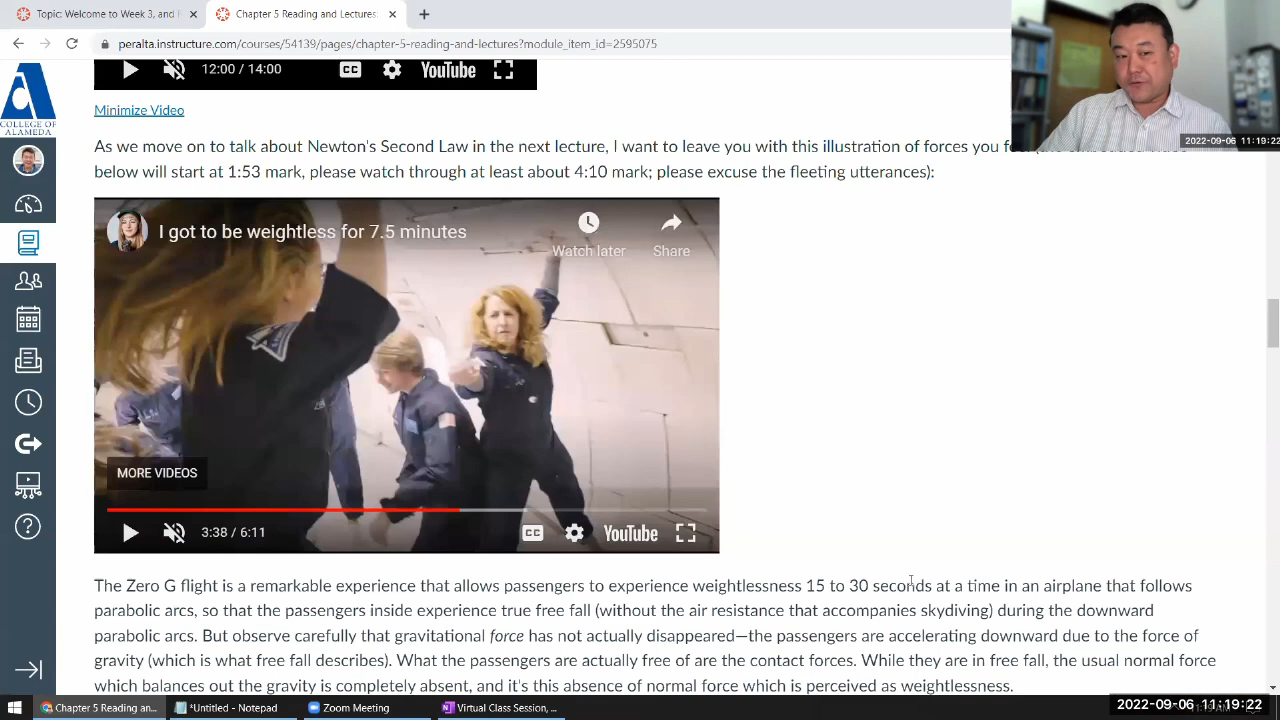 Topic: Welcome to Week 3, and F
Chapter 5 Reading and Lectures:
peralta.instructure.com/courses/54139/pages/chapter-5-reading-and-lectures?module_item_id=2595075
2022-09-06 11:19:22
COLLEGE OF
ALAMEDA
12:00 / 14:00
CC
YouTube
Minimize Video
As we move on to talk about Newton's Second Law in the next lecture, I want to leave you with this illustration of forces you
below will start at 1:53 mark, please watch through at least about 4:10 mark; please excuse the fleeting utterances):
I got to be weightless for 7.5 minutes
Watch later
Share
MORE VIDEOS
3:38 / 6:11
CC
YouTube
The Zero G flight is a remarkable experience that allows passengers to experience weightlessness 15 to 30 seconds at a time in an airplane that follows
parabolic arcs, so that the passengers inside experience true free fall (without the air resistance that accompanies skydiving) during the downward
parabolic arcs. But observe carefully that gravitational force has not actually disappeared—the passengers are accelerating downward due to the force of
gravity (which is what free fall describes). What the passengers are actually free of are the contact forces. While they are in free fall, the usual normal force
which balances out the gravity is completely absent, and it's this absence of normal force which is perceived as weightlessness.
Chapter 5 Reading an...
*Untitled - Notepad
Zoom Meeting
Virtual Class Session, ...
2022-09-06 11:19:22